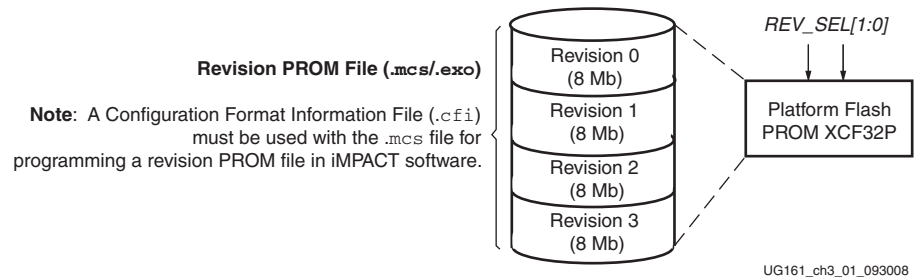 REV_SEL[1:0]
Revision PROM File (.mcs/.exo)
Note: A Configuration Format Information File (.cfi)
must be used with the .mcs file for
programming a revision PROM file in iMPACT software.
Revision 0
(8 Mb)
Revision 1
(8 Mb)
Revision 2
(8 Mb)
Revision 3
(8 Mb)
Platform Flash
PROM XCF32P
UG161_ch3_01_093008